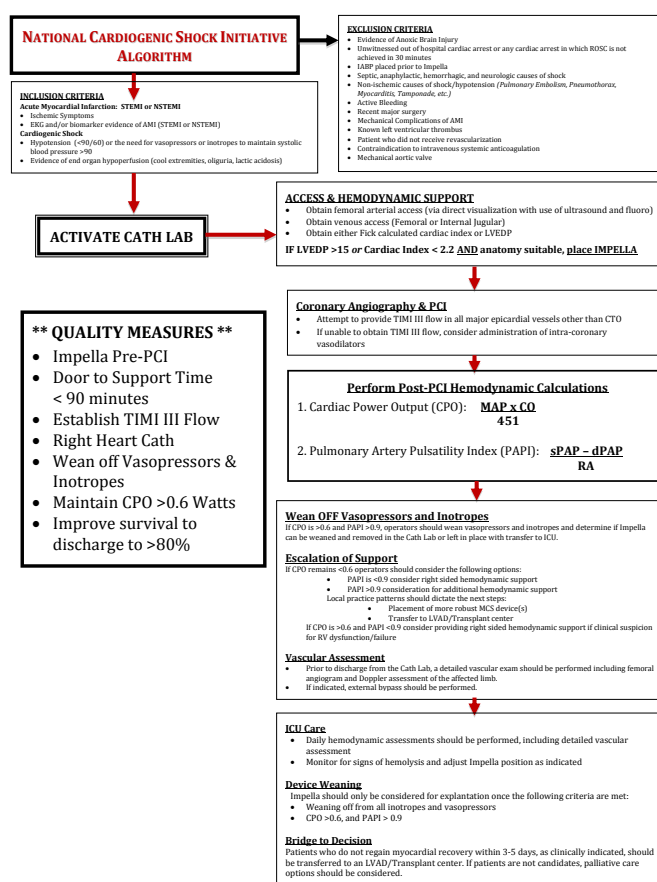 NATIONAL CARDIOGENIC SHOCK INITIATIVE
ALGORITHM
EXCLUSION CRITERIA
• Evidence of Anoxic Brain Injury
• Unwitnessed out of hospital cardiac arrest or any cardiac arrest in which ROSC is not
achieved in 30 minutes
• IABP placed prior to Impella
• Septic, anaphylactic, hemorrhagic, and neurologic causes of shock
• Non-ischemic causes of shock/hypotension (Pulmonary Embolism, Pneumothorax,
Myocarditis, Tamponade, etc.)
• Active Bleeding
• Recent major surgery
• Mechanical Complications of AMI
• Known left ventricular thrombus
• Patient who did not receive revascularization
• Contraindication to intravenous systemic anticoagulation
• Mechanical aortic valve
INCLUSION CRITERIA
Acute Myocardial Infarction: STEMI or NSTEMI
• Ischemic Symptoms
• EKG and/or biomarker evidence of AMI (STEMI or NSTEMI)
Cardiogenic Shock
• Hypotension (<90/60) or the need for vasopressors or inotropes to maintain systolic
blood pressure >90
• Evidence of end organ hypoperfusion (cool extremities, oliguria, lactic acidosis)
ACTIVATE CATH LAB
ACCESS & HEMODYNAMIC SUPPORT
• Obtain femoral arterial access (via direct visualization with use of ultrasound and fluoro)
• Obtain venous access (Femoral or Internal Jugular)
• Obtain either Fick calculated cardiac index or LVEDP
IF LVEDP >15 or Cardiac Index < 2.2 AND anatomy suitable, place IMPELLA
Coronary Angiography & PCI
• Attempt to provide TIMI III flow in all major epicardial vessels other than CTO
• If unable to obtain TIMI III flow, consider administration of intra-coronary
vasodilators
** QUALITY MEASURES **
• Impella Pre-PCI
• Door to Support Time
< 90 minutes
• Establish TIMI III Flow
• Right Heart Cath
• Wean off Vasopressors &
Inotropes
• Maintain CPO >0.6 Watts
• Improve survival to
discharge to >80%
Perform Post-PCI Hemodynamic Calculations
1. Cardiac Power Output (CPO): MAP x CO
451
2. Pulmonary Artery Pulsatility Index (PAPI): sPAP – dPAP
RA
Wean OFF Vasopressors and Inotropes
If CPO is >0.6 and PAPI >0.9, operators should wean vasopressors and inotropes and determine if Impella
can be weaned and removed in the Cath Lab or left in place with transfer to ICU.
Escalation of Support
If CPO remains <0.6 operators should consider the following options:
• PAPI is <0.9 consider right sided hemodynamic support
• PAPI >0.9 consideration for additional hemodynamic support
Local practice patterns should dictate the next steps:
• Placement of more robust MCS device(s)
• Transfer to LVAD/Transplant center
If CPO is >0.6 and PAPI <0.9 consider providing right sided hemodynamic support if clinical suspicion
for RV dysfunction/failure
Vascular Assessment
• Prior to discharge from the Cath Lab, a detailed vascular exam should be performed including femoral
angiogram and Doppler assessment of the affected limb.
• If indicated, external bypass should be performed.
ICU Care
• Daily hemodynamic assessments should be performed, including detailed vascular
assessment
• Monitor for signs of hemolysis and adjust Impella position as indicated
Device Weaning
Impella should only be considered for explantation once the following criteria are met:
• Weaning off from all inotropes and vasopressors
• CPO >0.6, and PAPI > 0.9
Bridge to Decision
Patients who do not regain myocardial recovery within 3-5 days, as clinically indicated, should
be transferred to an LVAD/Transplant center. If patients are not candidates, palliative care
options should be considered.